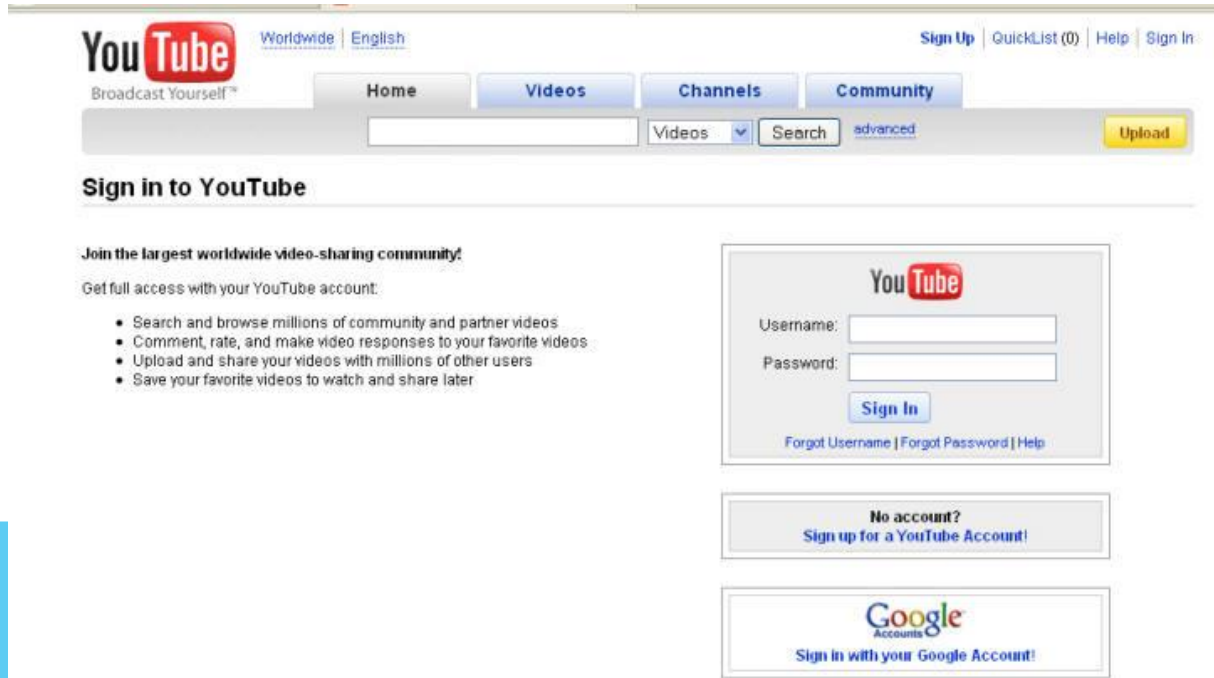 YouTube Worldwide | English Sign Up | QuickList (0) | Help | Sign In
Broadcast Yourself™
Home Videos Channels Community
Videos Search advanced Upload
Sign in to YouTube
Join the largest worldwide video-sharing community!
Get full access with your YouTube account:
• Search and browse millions of community and partner videos
• Comment, rate, and make video responses to your favorite videos
• Upload and share your videos with millions of other users
• Save your favorite videos to watch and share later
YouTube
Username:
Password:
Sign In
Forgot Username | Forgot Password | Help
No account?
Sign up for a YouTube Account!
Google
Accounts
Sign in with your Google Account!